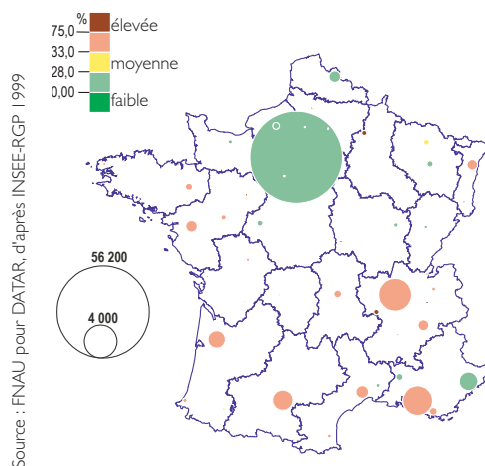 %
75,0
33,0
28,0
0,00
élevée
moyenne
faible
56 200
4 000
Source : FNAU pour DATAR, d'après INSEE-RGP 1999